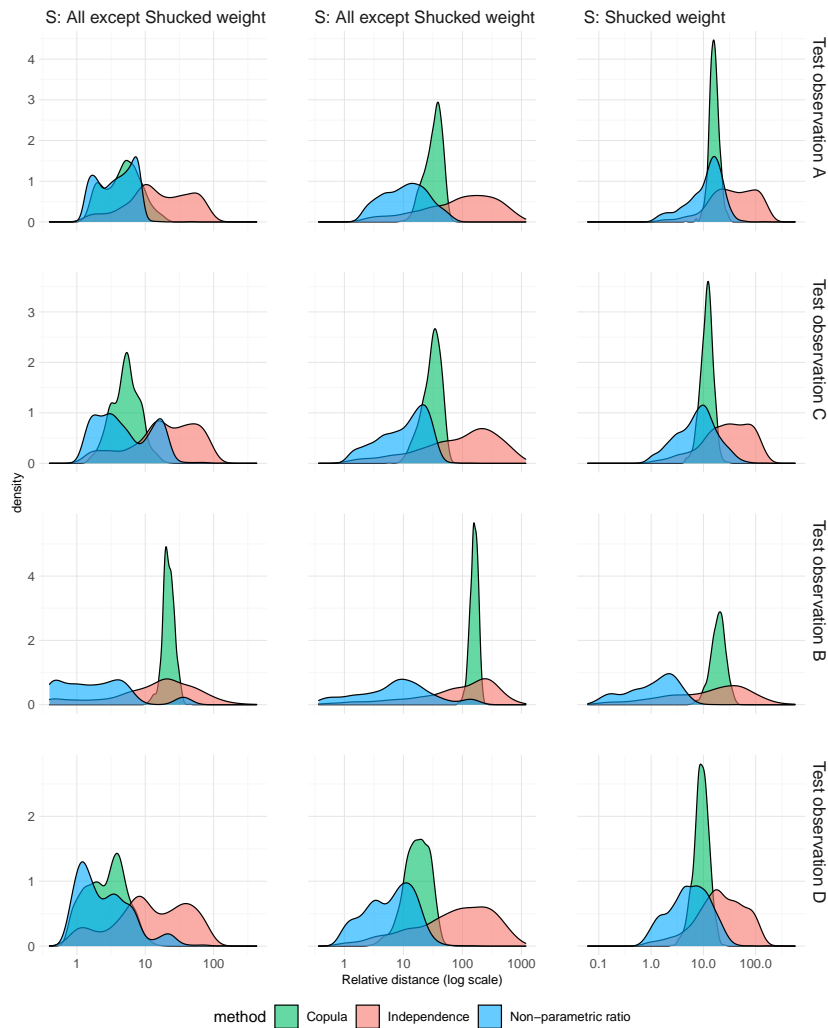 S: All except Shucked weight
S: All except Shucked weight
S: Shucked weight
4
3
2
1
0
Test observation A
3
2
1
0
Test observation C
density
4
2
0
Test observation B
2
1
0
Test observation D
1 10 100
1 10 100 1000
0.1 1.0 10.0 100.0
Relative distance (log scale)
method Copula Independence Non−parametric ratio